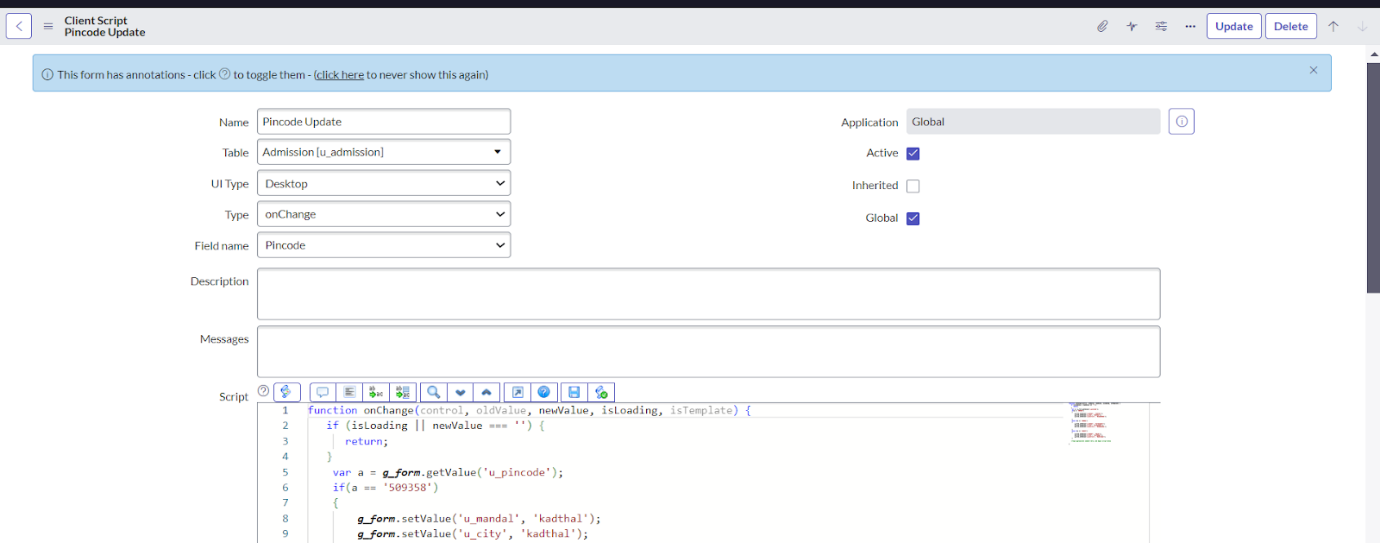 Client Script
Pincode Update
Update
Delete
This form has annotations - click ? to toggle them - (click here to never show this again)
Name Pincode Update
Application Global
Table Admission [u_admission]
Active
UI Type Desktop
Inherited
Type onChange
Global
Field name Pincode
Description
Messages
Script
1 function onChange(control, oldValue, newValue, isLoading, isTemplate) {
2 if (isLoading || newValue === '') {
3 return;
4 }
5 var a = g_form.getValue('u_pincode');
6 if(a == '509358')
7 {
8 g_form.setValue('u_mandal', 'kadthal');
9 g_form.setValue('u_city', 'kadthal');